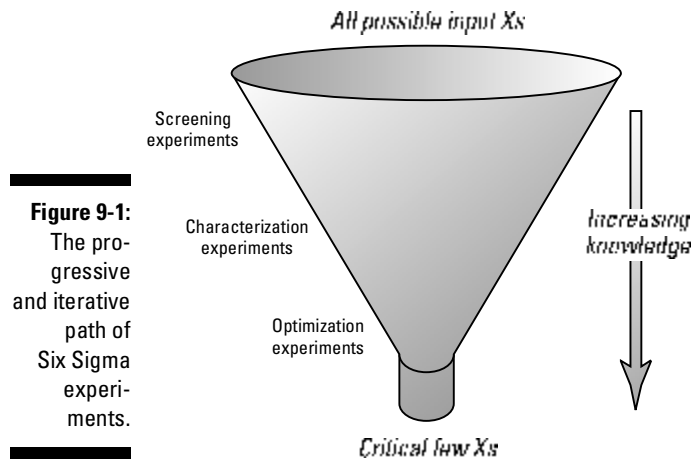 All possible input Xs
Screening
experiments
Characterization
experiments
Optimization
experiments
Increasing
knowledge
Critical few Xs
Figure 9-1:
The pro-
gressive
and iterative
path of
Six Sigma
experi-
ments.